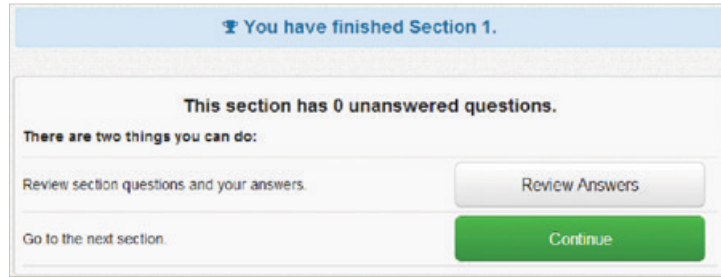 You have finished Section 1.
This section has 0 unanswered questions.
There are two things you can do:
Review section questions and your answers.
Review Answers
Go to the next section.
Continue